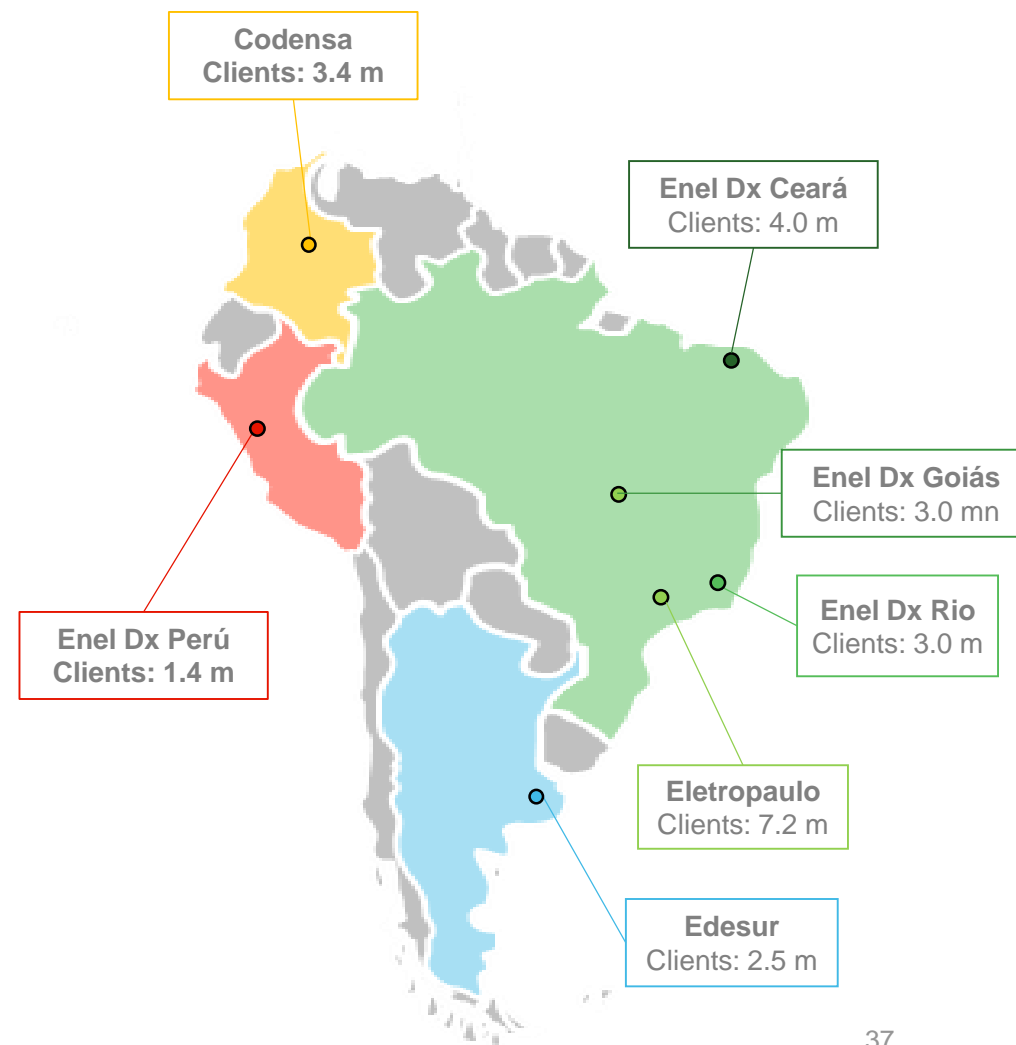 Codensa
Clients: 3.4 m
Enel Dx Ceará
Clients: 4.0 m
Enel Dx Goiás
Clients: 3.0 mn
Enel Dx Rio
Clients: 3.0 m
Enel Dx Perú
Clients: 1.4 m
Eletropaulo
Clients: 7.2 m
Edesur
Clients: 2.5 m
37